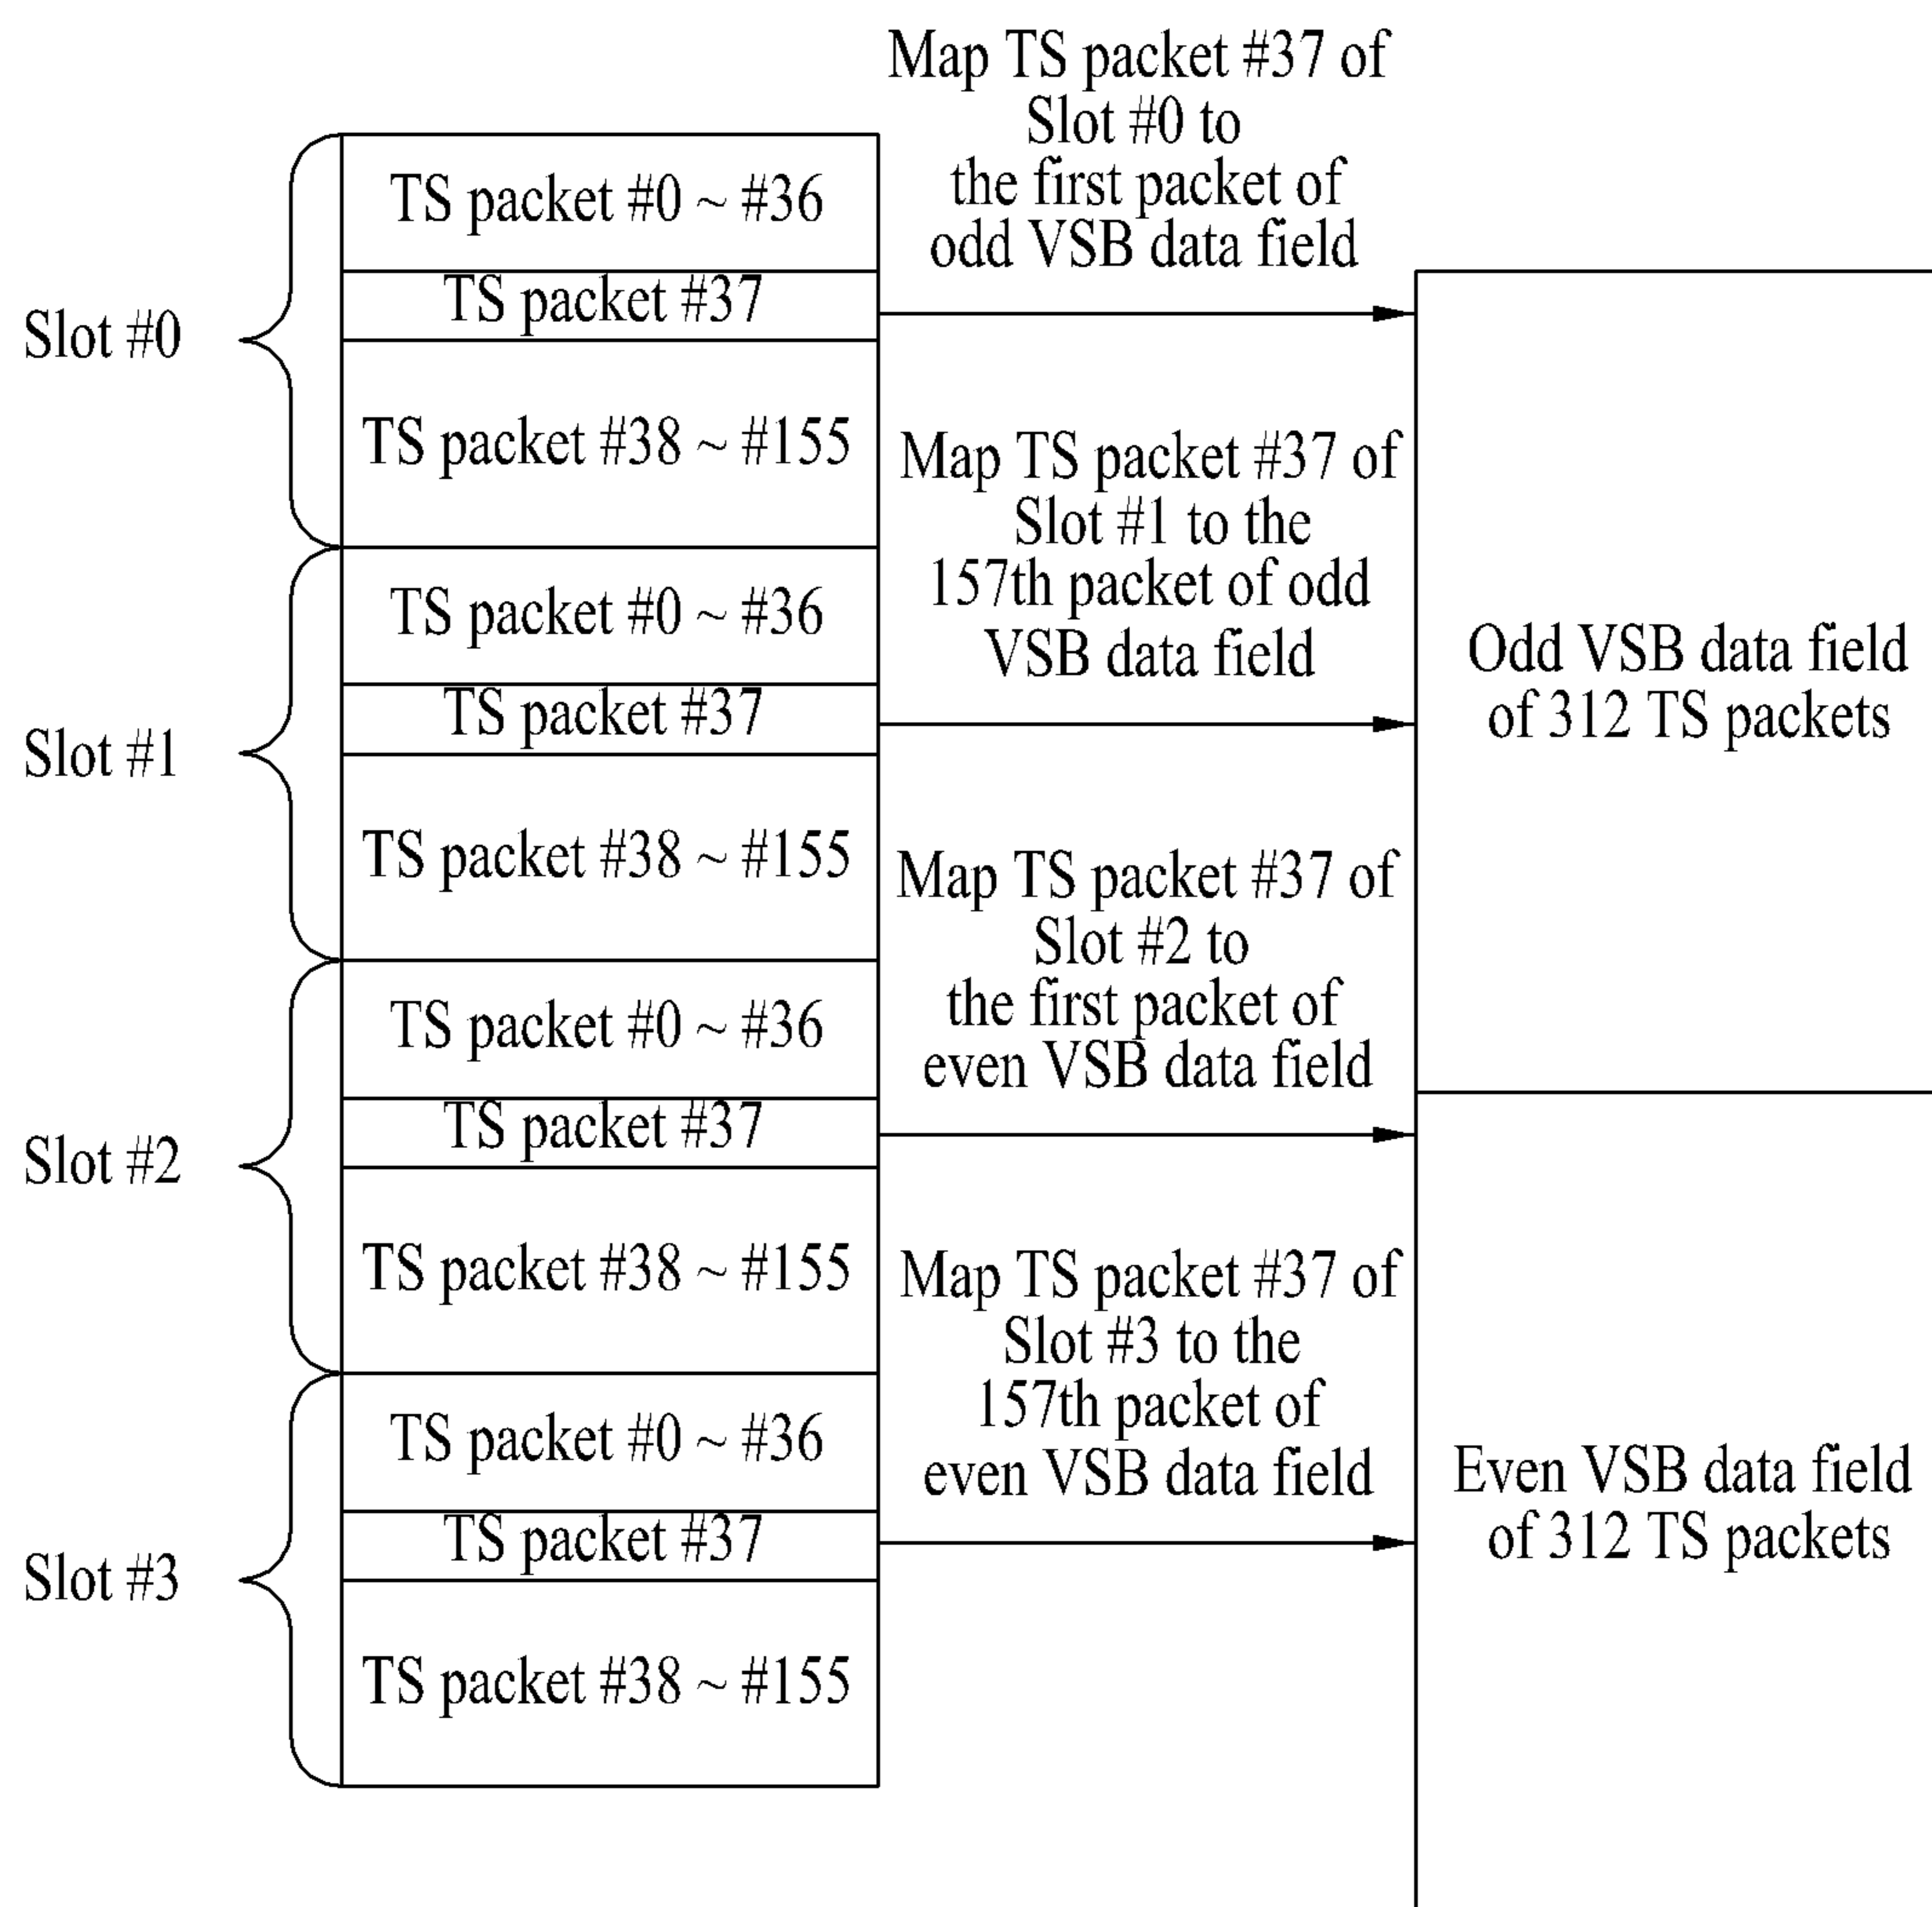 Map TS packet #37 of
Slot #0 to
the first packet of
odd VSB data field
Slot #0
TS packet #0 ~ #36
TS packet #37
TS packet #38 ~ #155
Map TS packet #37 of
Slot #1 to the
157th packet of odd
VSB data field
Slot #1
TS packet #0 ~ #36
TS packet #37
TS packet #38 ~ #155
Odd VSB data field
of 312 TS packets
Map TS packet #37 of
Slot #2 to
the first packet of
even VSB data field
Slot #2
TS packet #0 ~ #36
TS packet #37
TS packet #38 ~ #155
Map TS packet #37 of
Slot #3 to the
157th packet of
even VSB data field
Slot #3
TS packet #0 ~ #36
TS packet #37
TS packet #38 ~ #155
Even VSB data field
of 312 TS packets